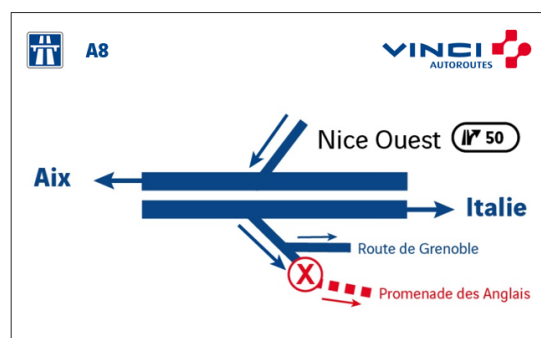 A8
VINCI
AUTOROUTES
Nice Ouest 50
Aix
Italie
Route de Grenoble
X
Promenade des Anglais